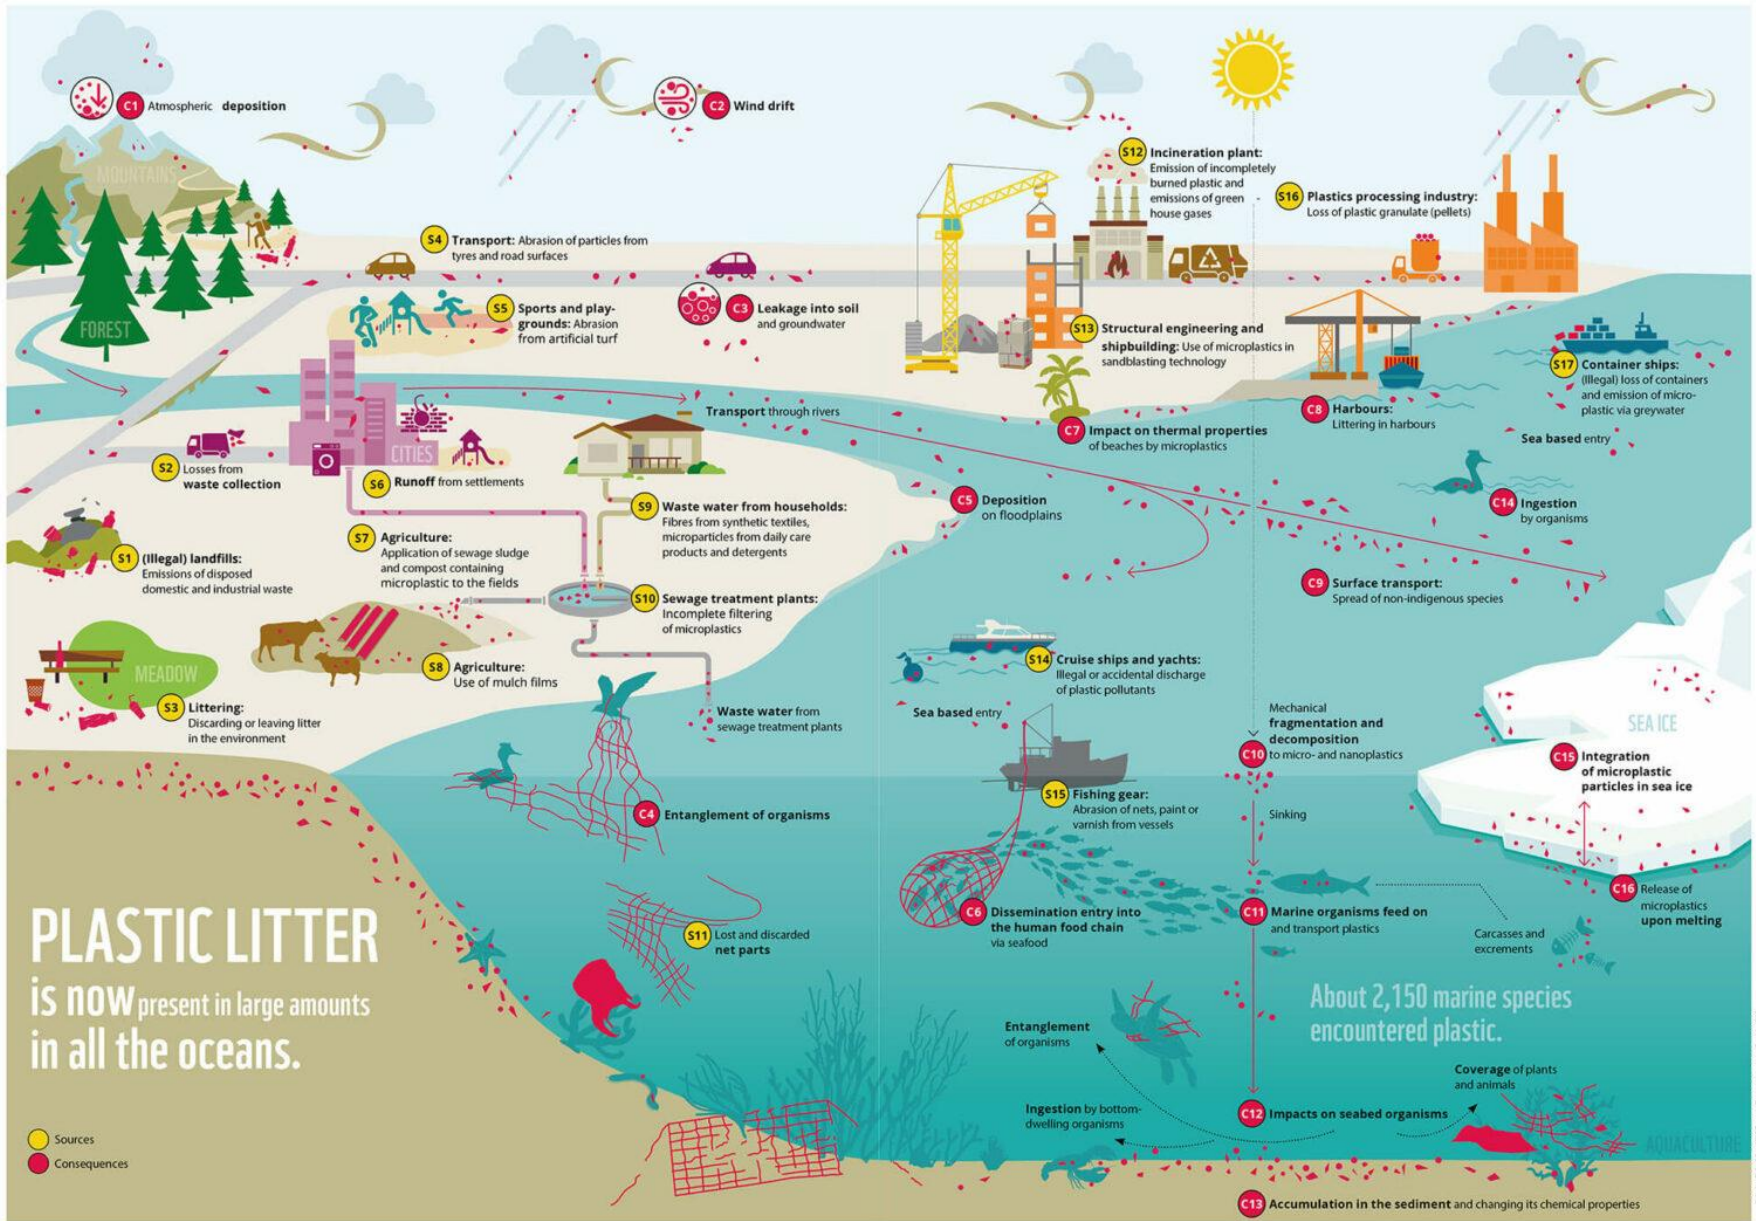 C1 Atmospheric deposition
C2 Wind drift
MOUNTAINS
S12 Incineration plant:
Emission of incompletely
burned plastic and
emissions of green
house gases
S16 Plastics processing industry:
Loss of plastic granulate (pellets)
S4 Transport: Abrasion of particles from
tyres and road surfaces
FOREST
S5 Sports and play-
grounds: Abrasion
from artificial turf
C3 Leakage into soil
and groundwater
S13 Structural engineering and
shipbuilding: Use of microplastics in
sandblasting technology
S17 Container ships:
(Illegal) loss of containers
and emission of micro-
plastic via greywater
Transport through rivers
C8 Harbours:
Littering in harbours
C7 Impact on thermal properties
of beaches by microplastics
Sea based entry
CITIES
S2 Losses from
waste collection
S6 Runoff from settlements
C5 Deposition
on floodplains
C14 Ingestion
by organisms
S9 Waste water from households:
Fibres from synthetic textiles,
microparticles from daily care
products and detergents
S7 Agriculture:
Application of sewage sludge
and compost containing
microplastic to the fields
S1 (Illegal) landfills:
Emissions of disposed
domestic and industrial waste
S10 Sewage treatment plants:
Incomplete filtering
of microplastics
C9 Surface transport:
Spread of non-indigenous species
MEADOW
S8 Agriculture:
Use of mulch films
S14 Cruise ships and yachts:
Illegal or accidental discharge
of plastic pollutants
S3 Littering:
Discarding or leaving litter
in the environment
Waste water from
sewage treatment plants
Sea based entry
Mechanical
fragmentation and
decomposition
C10 to micro- and nanoplastics
SEA ICE
C15 Integration
of microplastic
particles in sea ice
S15 Fishing gear:
Abrasion of nets, paint or
varnish from vessels
C4 Entanglement of organisms
Sinking
C16 Release of
microplastics
upon melting
C6 Dissemination entry into
the human food chain
via seafood
C11 Marine organisms feed on
and transport plastics
Carcasses and
excrements
S11 Lost and discarded
net parts
PLASTIC LITTER
is now present in large amounts
in all the oceans.
About 2,150 marine species
encountered plastic.
Entanglement
of organisms
Coverage of plants
and animals
Ingestion by bottom-
dwelling organisms
C12 Impacts on seabed organisms
AQUACULTURE
Sources
Consequences
C13 Accumulation in the sediment and changing its chemical properties